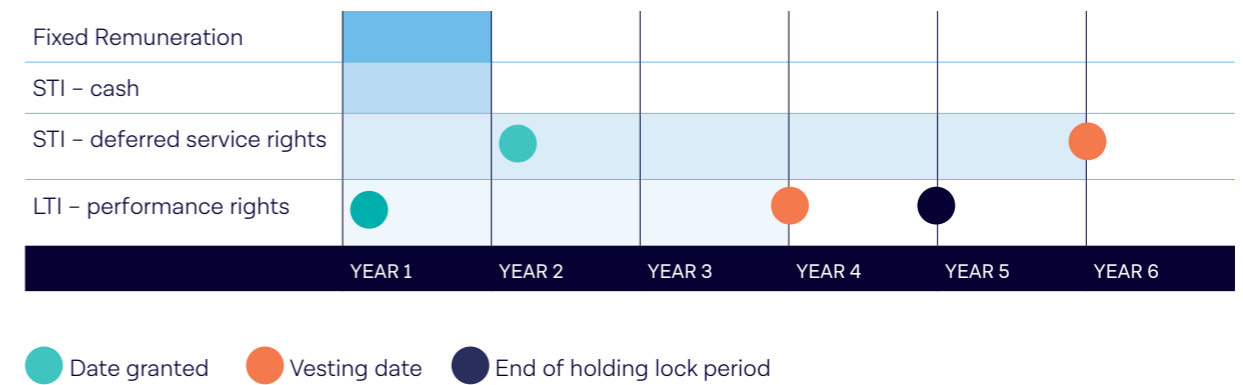 Fixed Remuneration
STI – cash
STI – deferred service rights
LTI – performance rights
YEAR 1 YEAR 2 YEAR 3 YEAR 4 YEAR 5 YEAR 6
Date granted Vesting date End of holding lock period